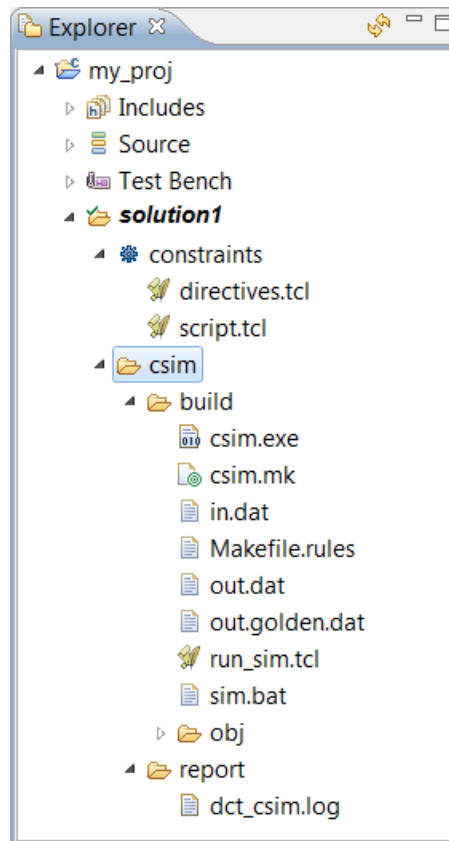 Explorer
my_proj
Includes
Source
Test Bench
solution1
constraints
directives.tcl
script.tcl
csim
build
csim.exe
csim.mk
in.dat
Makefile.rules
out.dat
out.golden.dat
run_sim.tcl
sim.bat
obj
report
dct_csim.log